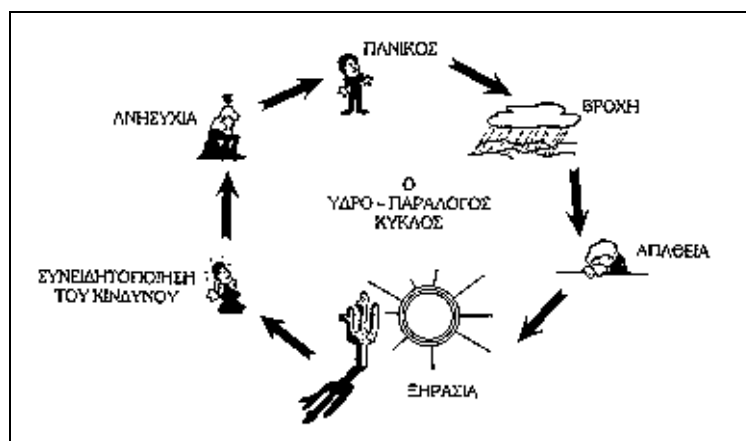 ΠΑΝΙΚΟΣ
ΒΡΟΧΗ
ΑΝΗΣΥΧΙΑ
Ο
ΥΔΡΟ - ΠΑΡΑΛΟΓΟΣ
ΚΥΚΛΟΣ
ΑΠΑΘΕΙΑ
ΣΥΝΕΙΔΗΤΟΠΟΙΗΣΗ
ΤΟΥ ΚΙΝΔΥΝΟΥ
ΞΗΡΑΣΙΑ